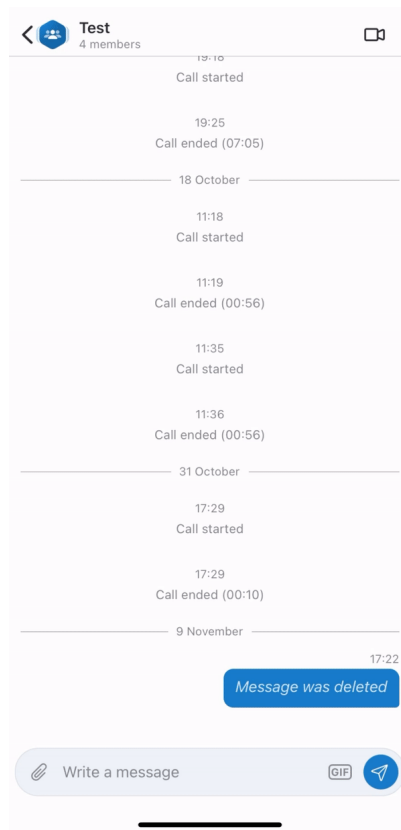 Test
4 members
19:18
Call started
19:25
Call ended (07:05)
18 October
11:18
Call started
11:19
Call ended (00:56)
11:35
Call started
11:36
Call ended (00:56)
31 October
17:29
Call started
17:29
Call ended (00:10)
9 November
17:22
Message was deleted
Write a message
GIF